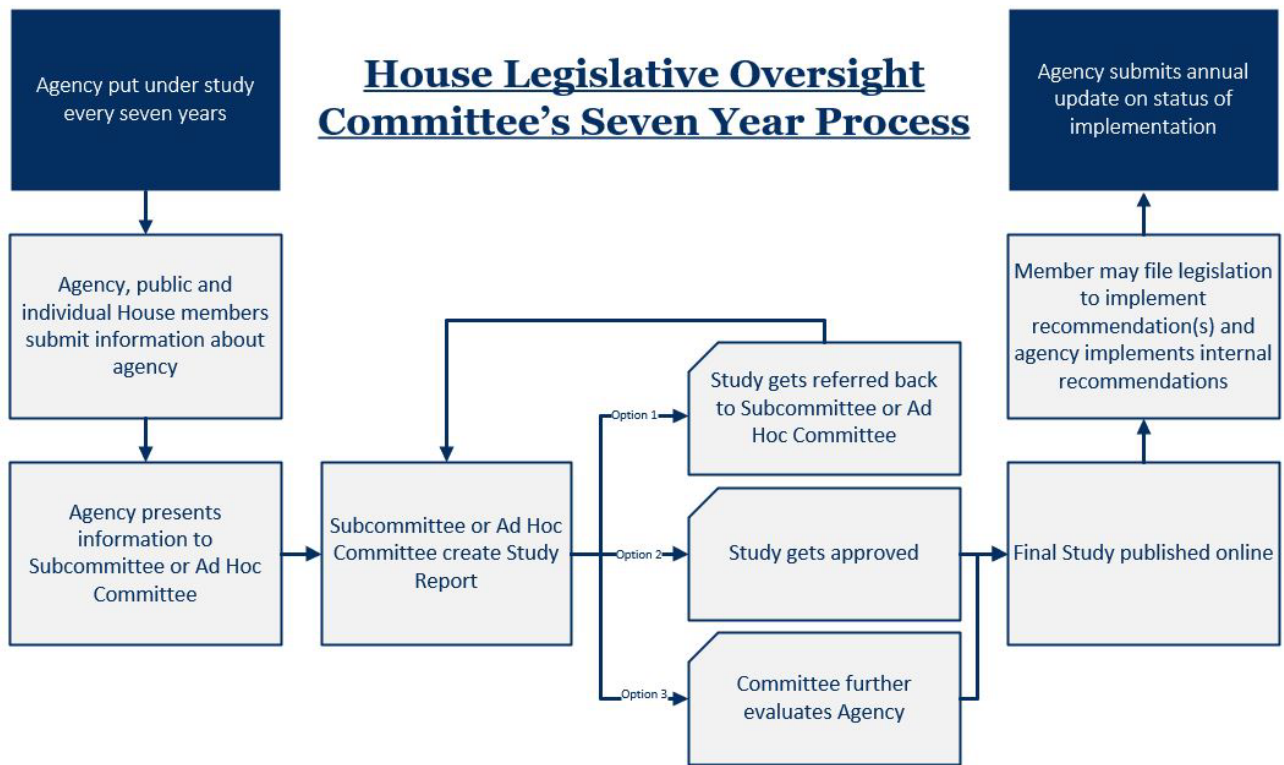 House Legislative Oversight
Committee’s Seven Year Process
Agency put under study
every seven years
Agency, public and
individual House members
submit information about
agency
Agency presents
information to
Subcommittee or Ad Hoc
Committee
Subcommittee or Ad Hoc
Committee create Study
Report
Option 1
Study gets referred back
to Subcommittee or Ad
Hoc Committee
Option 2
Study gets approved
Option 3
Committee further
evaluates Agency
Final Study published online
Member may file legislation
to implement
recommendation(s) and
agency implements internal
recommendations
Agency submits annual
update on status of
implementation